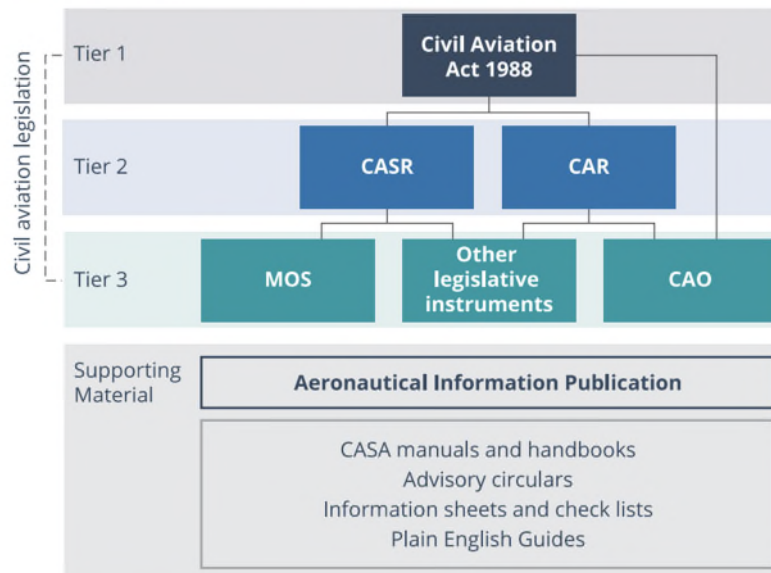 Civil aviation legislation
Tier 1
Civil Aviation
Act 1988
Tier 2
CASR
CAR
Tier 3
MOS
Other
legislative
instruments
CAO
Supporting
Material
Aeronautical Information Publication
CASA manuals and handbooks
Advisory circulars
Information sheets and check lists
Plain English Guides